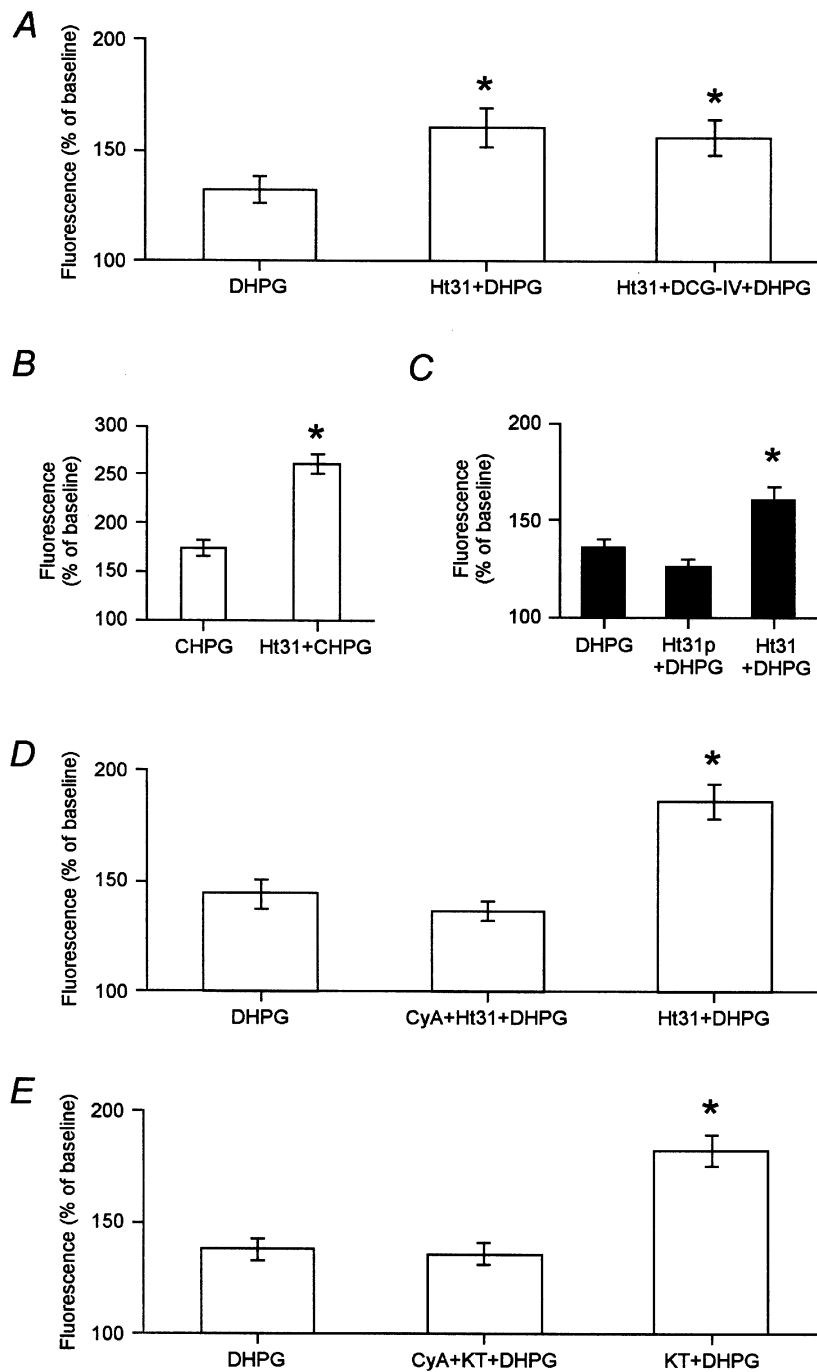 A
Fluorescence (% of baseline)
200
150
100
*
*
DHPG
Ht31+DHPG
Ht31+DCG-IV+DHPG
B
Fluorescence
(% of baseline)
300
250
200
150
100
*
CHPG
Ht31+CHPG
C
Fluorescence
(% of baseline)
200
150
100
*
DHPG
Ht31p
+DHPG
Ht31
+DHPG
D
Fluorescence (% of baseline)
200
150
100
*
DHPG
CyA+Ht31+DHPG
Ht31+DHPG
E
Fluorescence (% of baseline)
200
150
100
*
DHPG
CyA+KT+DHPG
KT+DHPG